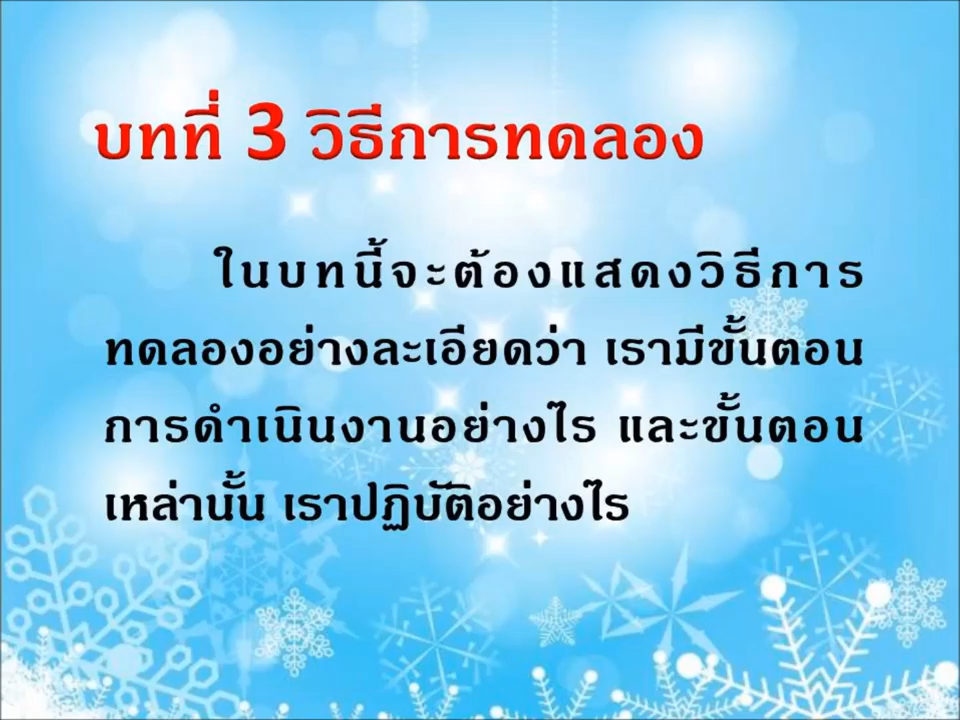 บทที่ 3 วิธีการทดลอง
ในบทนี้จะต้องแสดงวิธีการ
ทดลองอย่างละเอียดว่า เรามีขั้นตอน
การดำเนินงานอย่างไร และขั้นตอน
เหล่านั้น เราปฏิบัติอย่างไร